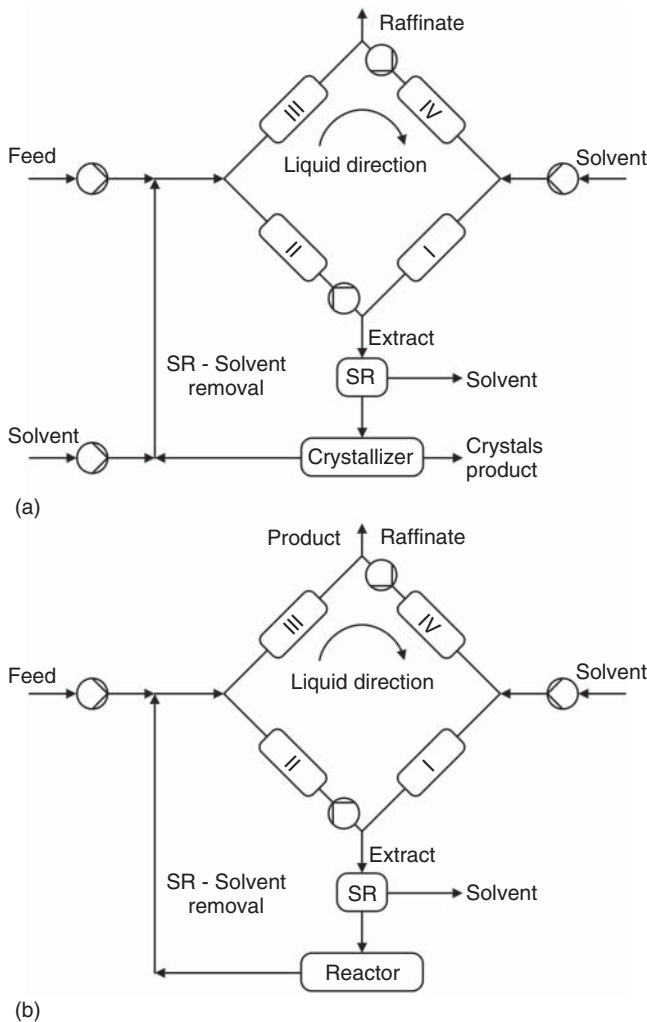 Raffinate
III
IV
Feed
Liquid direction
Solvent
II
I
Extract
SR - Solvent
removal
SR
Solvent
Solvent
Crystallizer
Crystals
product
(a)
Product
Raffinate
III
IV
Feed
Liquid direction
Solvent
II
I
Extract
SR - Solvent
removal
SR
Solvent
Reactor
(b)